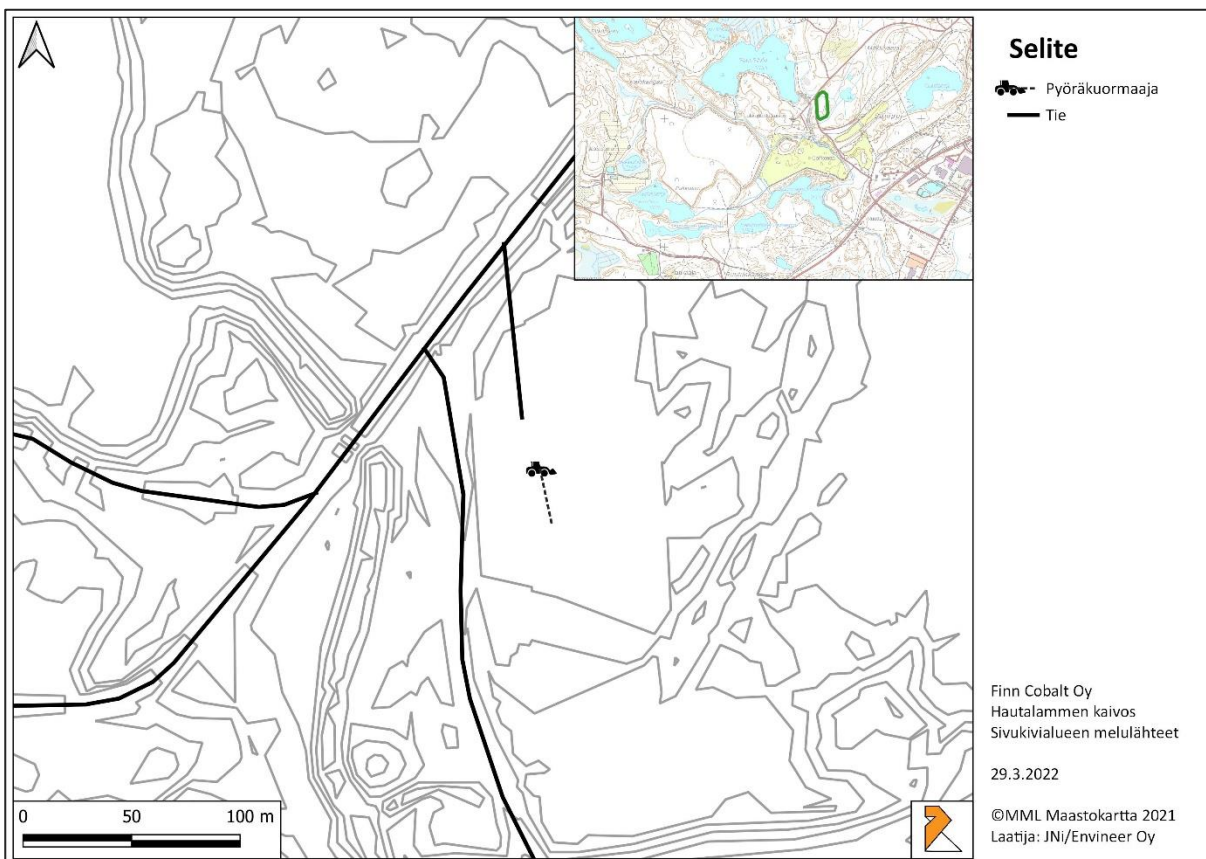 Selite
Pyöräkuormaaja
Tie
Finn Cobalt Oy
Hautalammen kaivos
Sivukivialueen melulähteet
29.3.2022
©MML Maastokartta 2021
Laatija: JNi/Envineer Oy
0 50 100 m